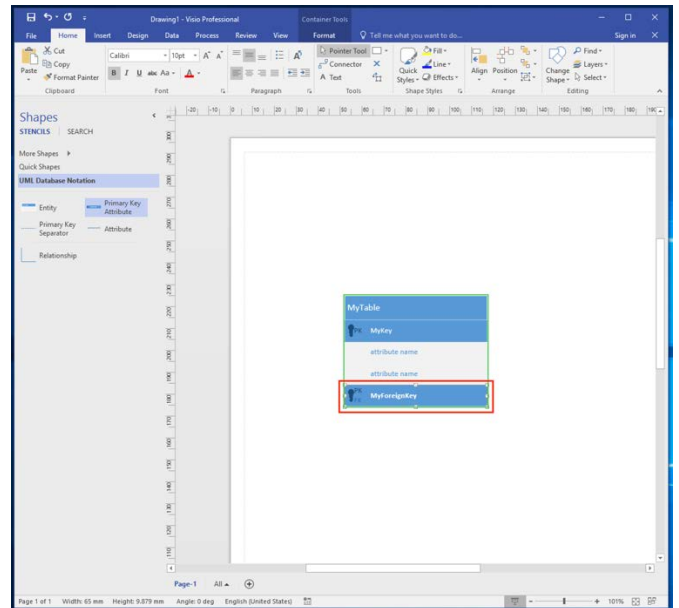 Drawing1 - Visio Professional
Container Tools
File Home Insert Design Data Process Review View Format Tell me what you want to do... Sign in
Paste
Cut
Copy
Format Painter
Clipboard
Calibri 10pt
B I U abc Aa A
Font
Paragraph
Pointer Tool
Connector
A Text
Tools
Quick Styles
Fill
Line
Effects
Shape Styles
Align Position
Arrange
Change Shape
Find
Layers
Select
Editing
Shapes
STENCILS SEARCH
More Shapes
Quick Shapes
UML Database Notation
Entity
Primary Key Attribute
Primary Key Separator
Attribute
Relationship
MyTable
PK MyKey
attribute name
attribute name
MyForeignKey
Page-1 All
Page 1 of 1 Width: 65 mm Height: 9.879 mm Angle: 0 deg English (United States) 101%